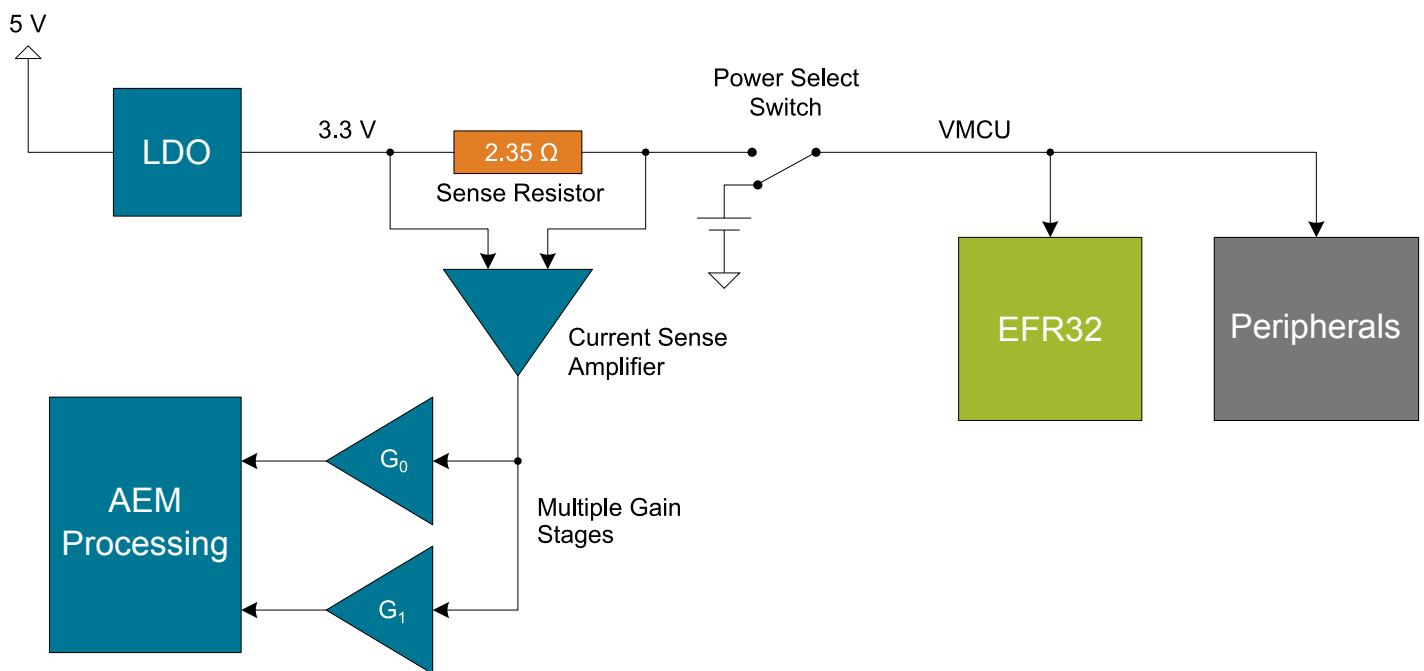 5 V
LDO
3.3 V
2.35 Ω
Sense Resistor
Power Select
Switch
VMCU
EFR32
Peripherals
Current Sense
Amplifier
AEM
Processing
G₀
Multiple Gain
Stages
G₁